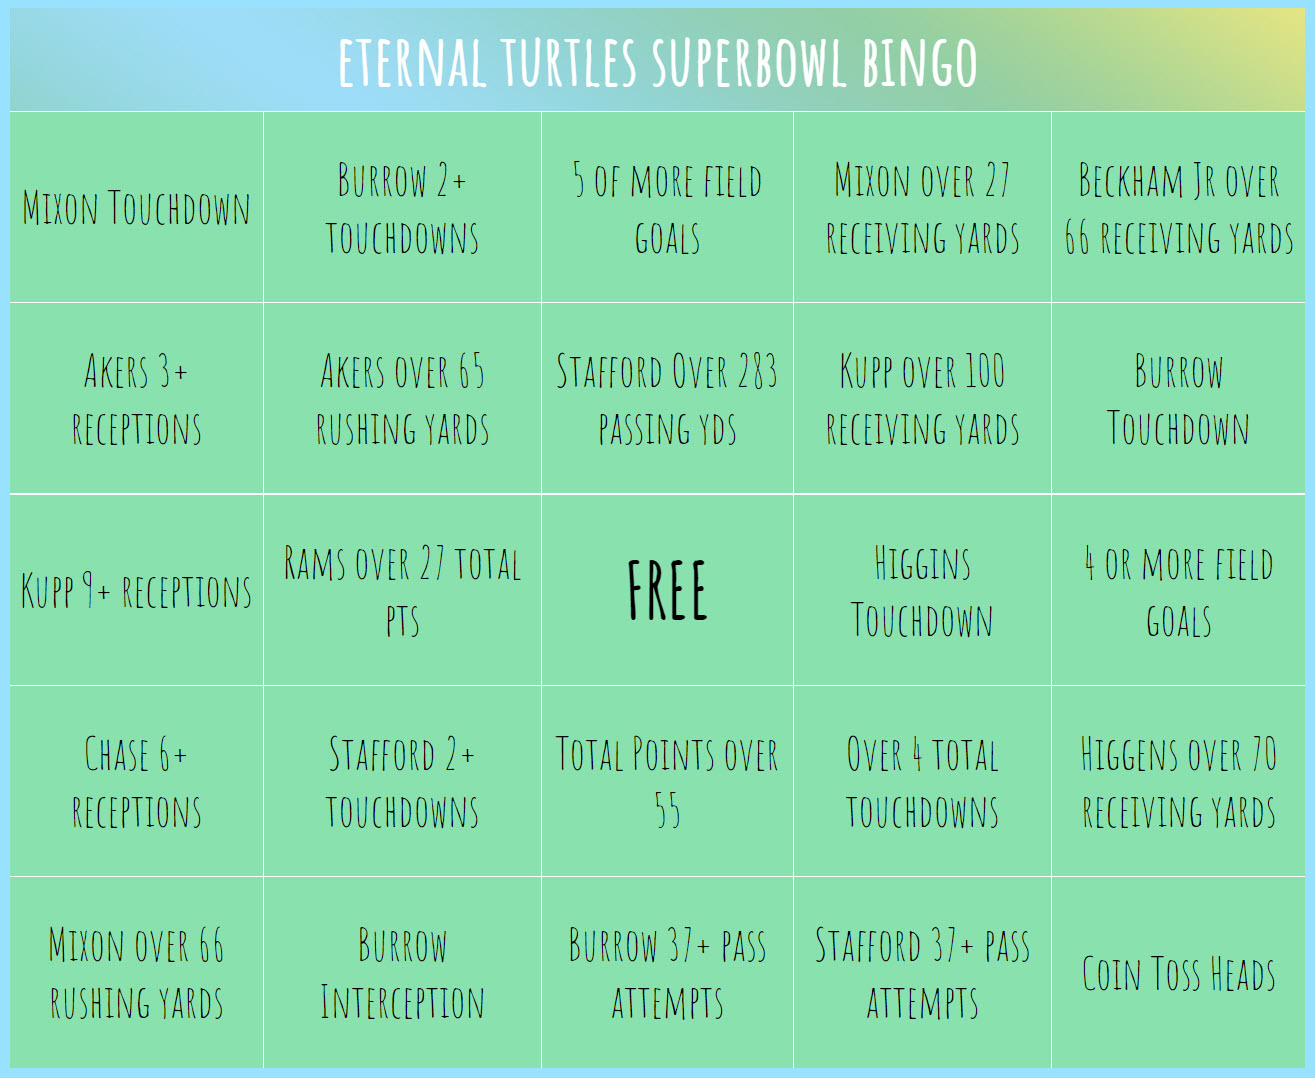 ETERNAL TURTLES SUPERBOWL BINGO
MIXON TOUCHDOWN
BURROW 2+
TOUCHDOWNS
5 OF MORE FIELD
GOALS
MIXON OVER 27
RECEIVING YARDS
BECKHAM JR OVER
66 RECEIVING YARDS
AKERS 3+
RECEPTIONS
AKERS OVER 65
RUSHING YARDS
STAFFORD OVER 283
PASSING YDS
KUPP OVER 100
RECEIVING YARDS
BURROW
TOUCHDOWN
KUPP 9+ RECEPTIONS
RAMS OVER 27 TOTAL
PTS
FREE
HIGGINS
TOUCHDOWN
4 OR MORE FIELD
GOALS
CHASE 6+
RECEPTIONS
STAFFORD 2+
TOUCHDOWNS
TOTAL POINTS OVER
55
OVER 4 TOTAL
TOUCHDOWNS
HIGGENS OVER 70
RECEIVING YARDS
MIXON OVER 66
RUSHING YARDS
BURROW
INTERCEPTION
BURROW 37+ PASS
ATTEMPTS
STAFFORD 37+ PASS
ATTEMPTS
COIN TOSS HEADS